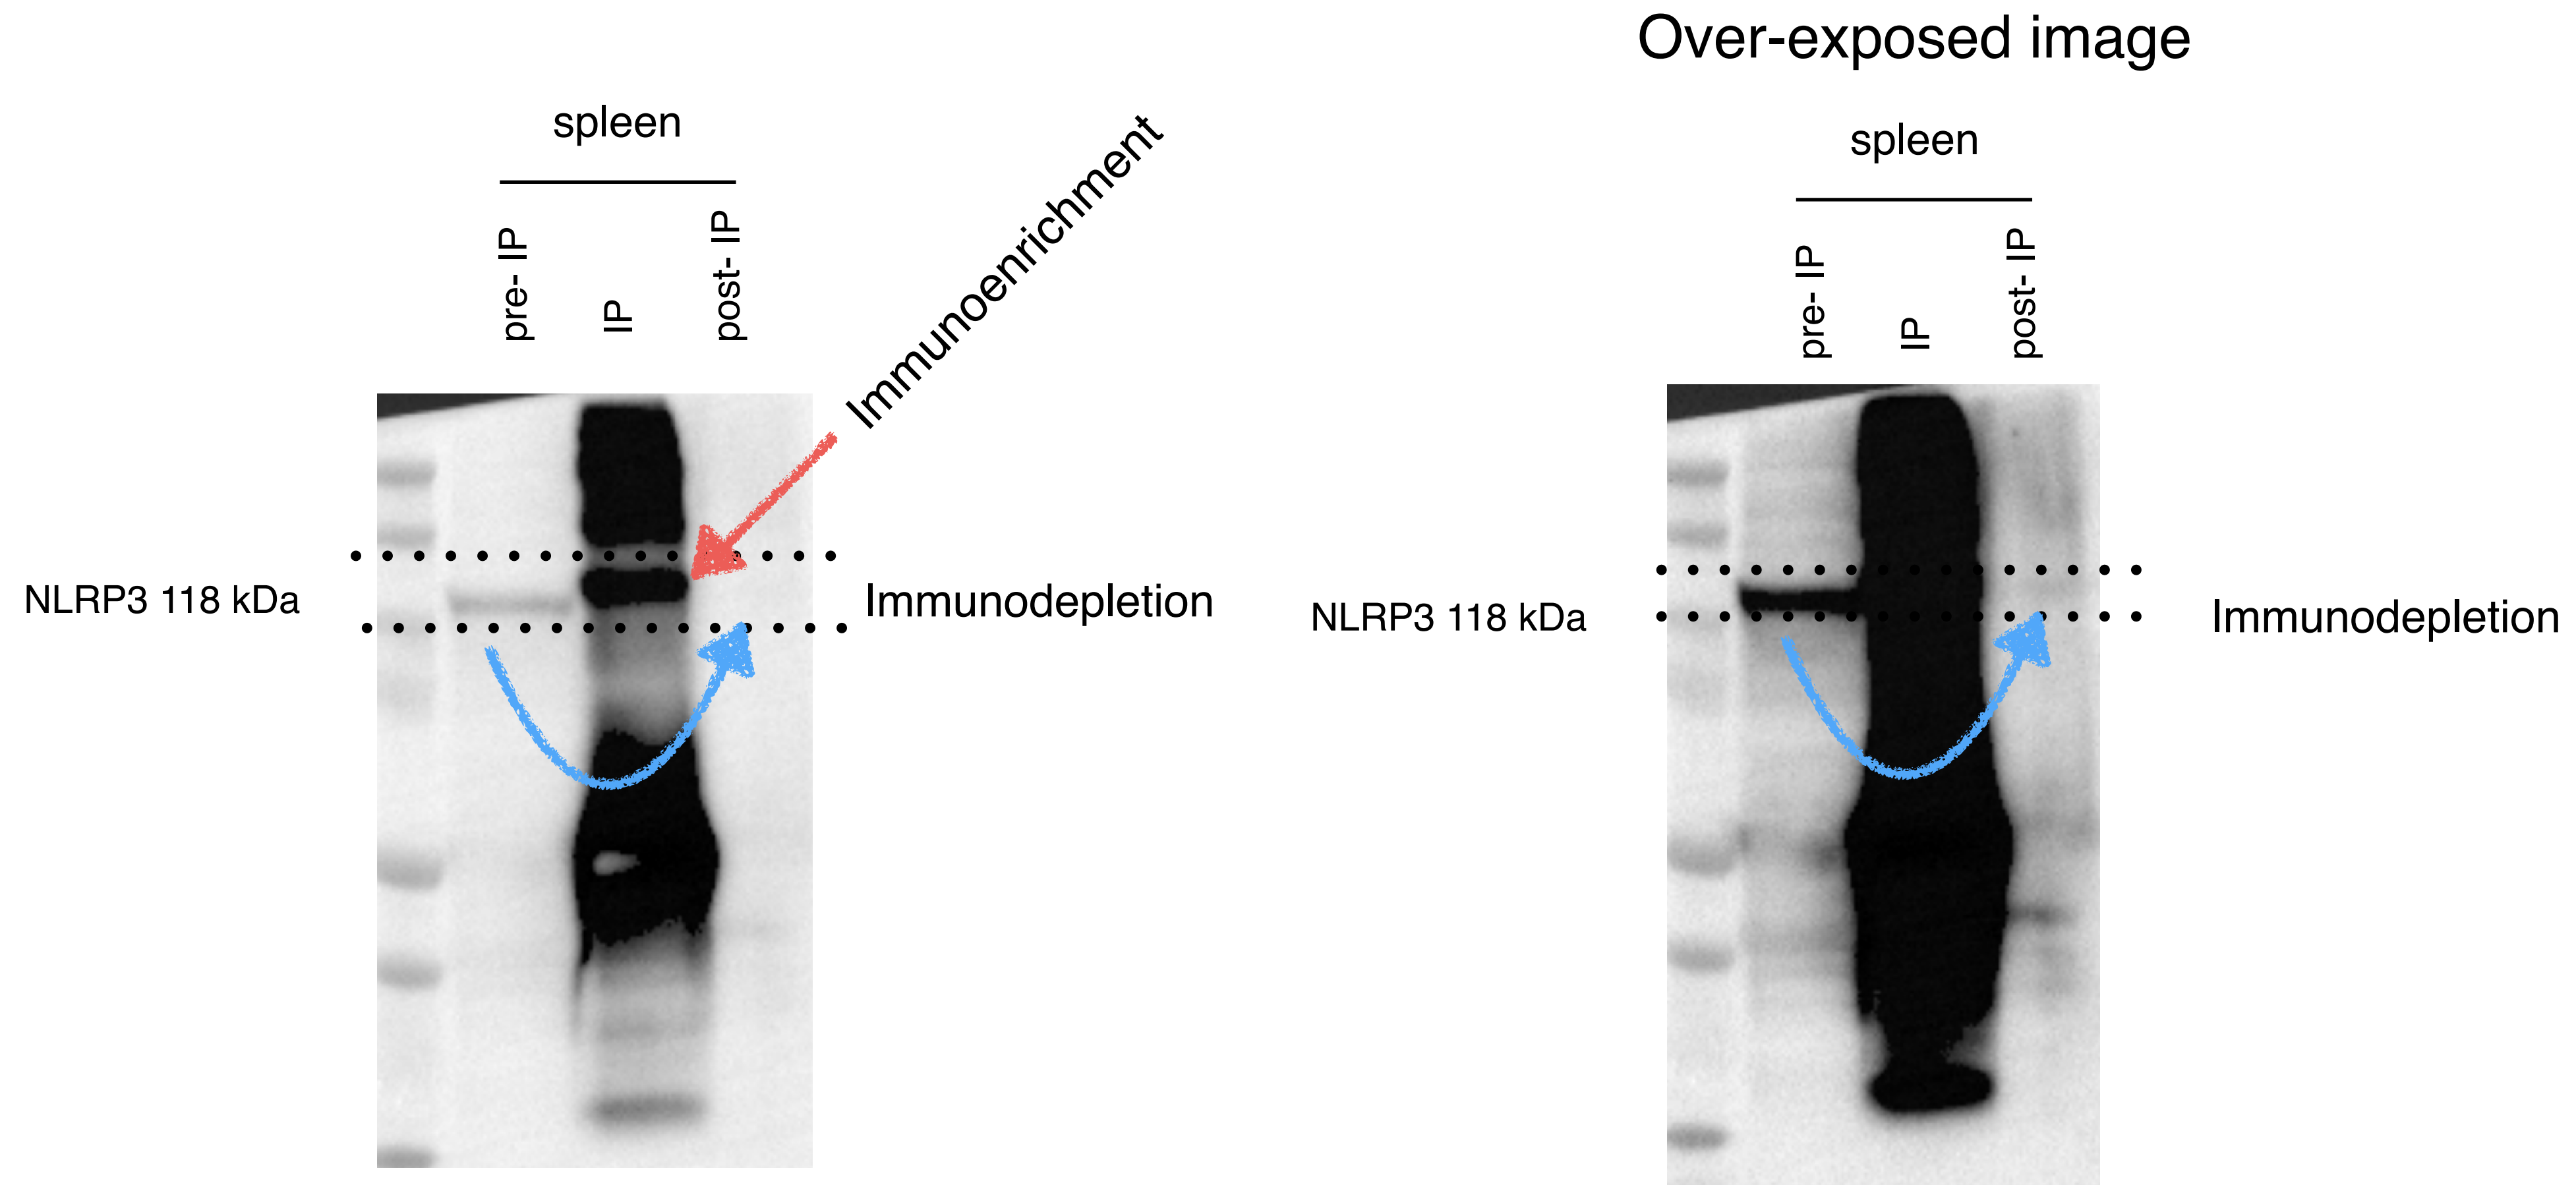 Over-exposed image
spleen
pre- IP
IP
post- IP
Immunoenrichment
NLRP3 118 kDa
Immunodepletion
spleen
pre- IP
IP
post- IP
NLRP3 118 kDa
Immunodepletion